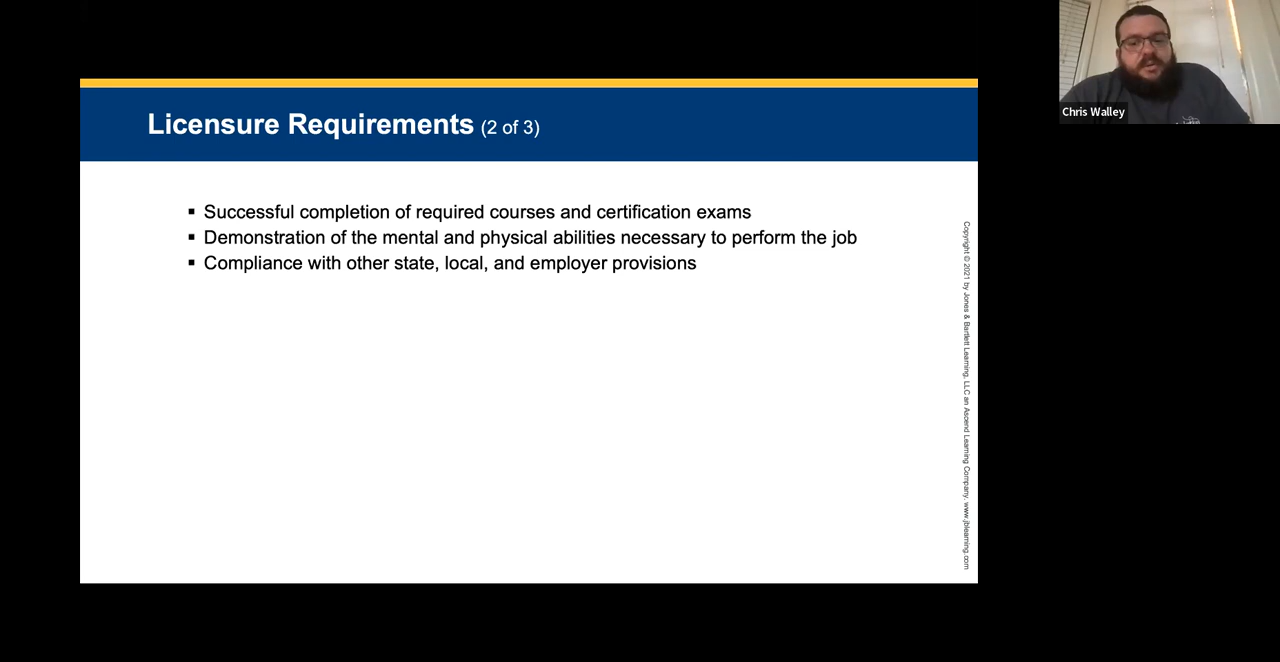 Licensure Requirements (2 of 3)
▪ Successful completion of required courses and certification exams
▪ Demonstration of the mental and physical abilities necessary to perform the job
▪ Compliance with other state, local, and employer provisions
Copyright © 2021 by Jones & Bartlett Learning, LLC an Ascend Learning Company. www.jblearning.com
Chris Walley